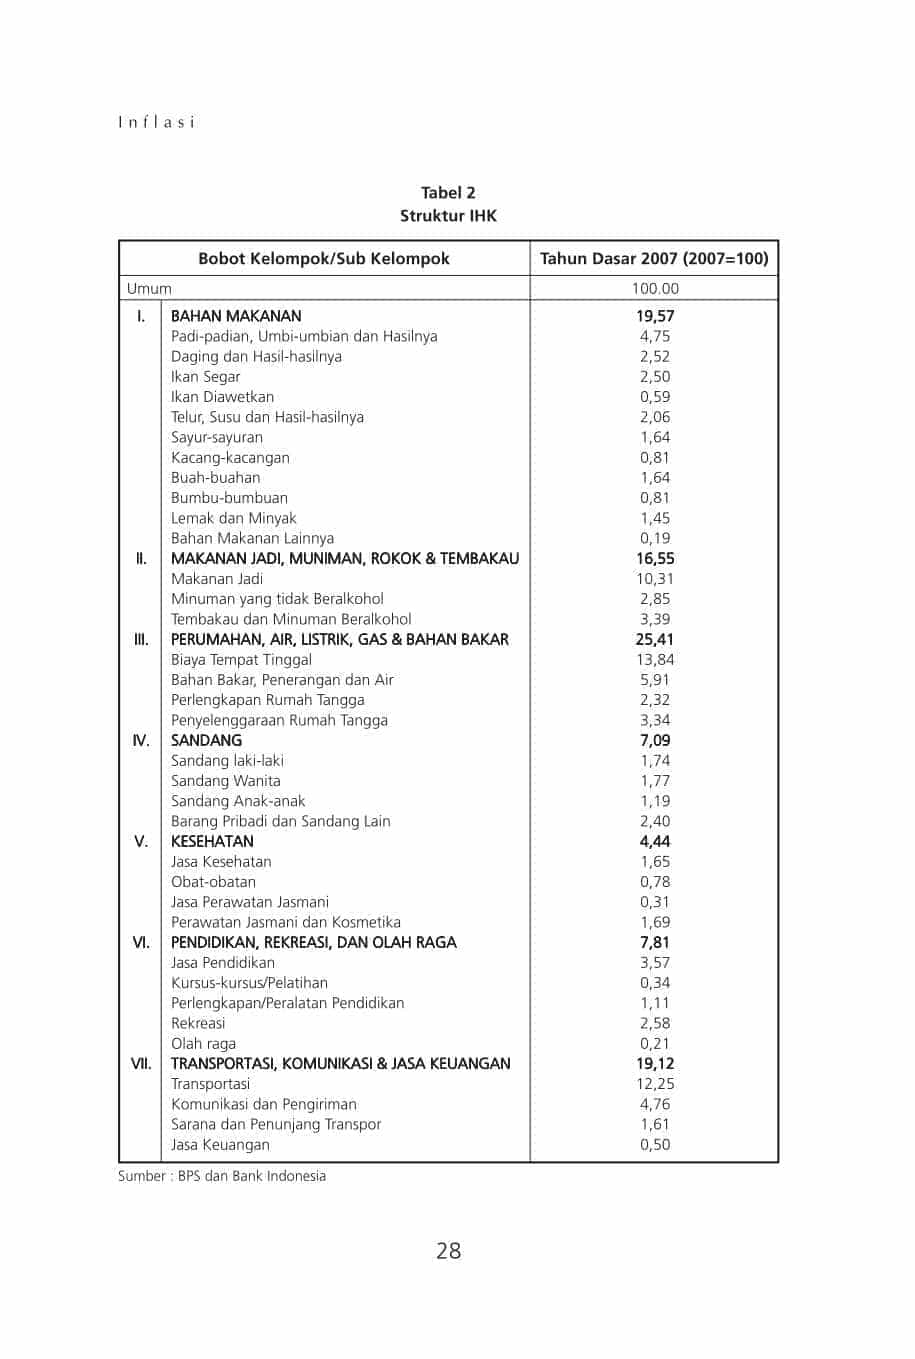 Inflasi
Tabel 2
Struktur IHK
Bobot Kelompok/Sub Kelompok Tahun Dasar 2007 (2007=100)
Umum 100.00
I. BAHAN MAKANAN 19,57
Padi-padian, Umbi-umbian dan Hasilnya 4,75
Daging dan Hasil-hasilnya 2,52
Ikan Segar 2,50
Ikan Diawetkan 0,59
Telur, Susu dan Hasil-hasilnya 2,06
Sayur-sayuran 1,64
Kacang-kacangan 0,81
Buah-buahan 1,64
Bumbu-bumbuan 0,81
Lemak dan Minyak 1,45
Bahan Makanan Lainnya 0,19
II. MAKANAN JADI, MUNIMAN, ROKOK & TEMBAKAU 16,55
Makanan Jadi 10,31
Minuman yang tidak Beralkohol 2,85
Tembakau dan Minuman Beralkohol 3,39
III. PERUMAHAN, AIR, LISTRIK, GAS & BAHAN BAKAR 25,41
Biaya Tempat Tinggal 13,84
Bahan Bakar, Penerangan dan Air 5,91
Perlengkapan Rumah Tangga 2,32
Penyelenggaraan Rumah Tangga 3,34
IV. SANDANG 7,09
Sandang laki-laki 1,74
Sandang Wanita 1,77
Sandang Anak-anak 1,19
Barang Pribadi dan Sandang Lain 2,40
V. KESEHATAN 4,44
Jasa Kesehatan 1,65
Obat-obatan 0,78
Jasa Perawatan Jasmani 0,31
Perawatan Jasmani dan Kosmetika 1,69
VI. PENDIDIKAN, REKREASI, DAN OLAH RAGA 7,81
Jasa Pendidikan 3,57
Kursus-kursus/Pelatihan 0,34
Perlengkapan/Peralatan Pendidikan 1,11
Rekreasi 2,58
Olah raga 0,21
VII. TRANSPORTASI, KOMUNIKASI & JASA KEUANGAN 19,12
Transportasi 12,25
Komunikasi dan Pengiriman 4,76
Sarana dan Penunjang Transpor 1,61
Jasa Keuangan 0,50
Sumber : BPS dan Bank Indonesia
28